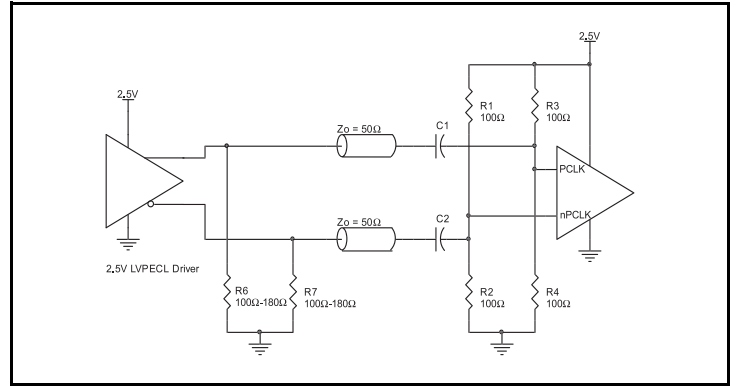 2.5V
2.5V
R1
100Ω
R3
100Ω
Zo = 50Ω
C1
PCLK
Zo = 50Ω
C2
nPCLK
2.5V LVPECL Driver
R6
100Ω-180Ω
R7
100Ω-180Ω
R2
100Ω
R4
100Ω